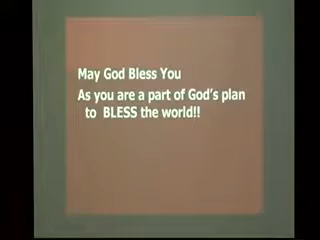 May God Bless You
As you are a part of God's plan
to BLESS the world!!